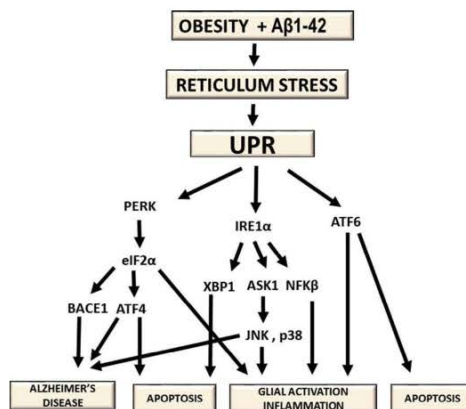 OBESITY + Aβ1-42
RETICULUM STRESS
UPR
PERK
IRE1α
ATF6
eIF2α
XBP1 ASK1 NFKβ
BACE1 ATF4
JNK , p38
ALZHEIMER'S
DISEASE
APOPTOSIS
GLIAL ACTIVATION
INFLAMMATION
APOPTOSIS